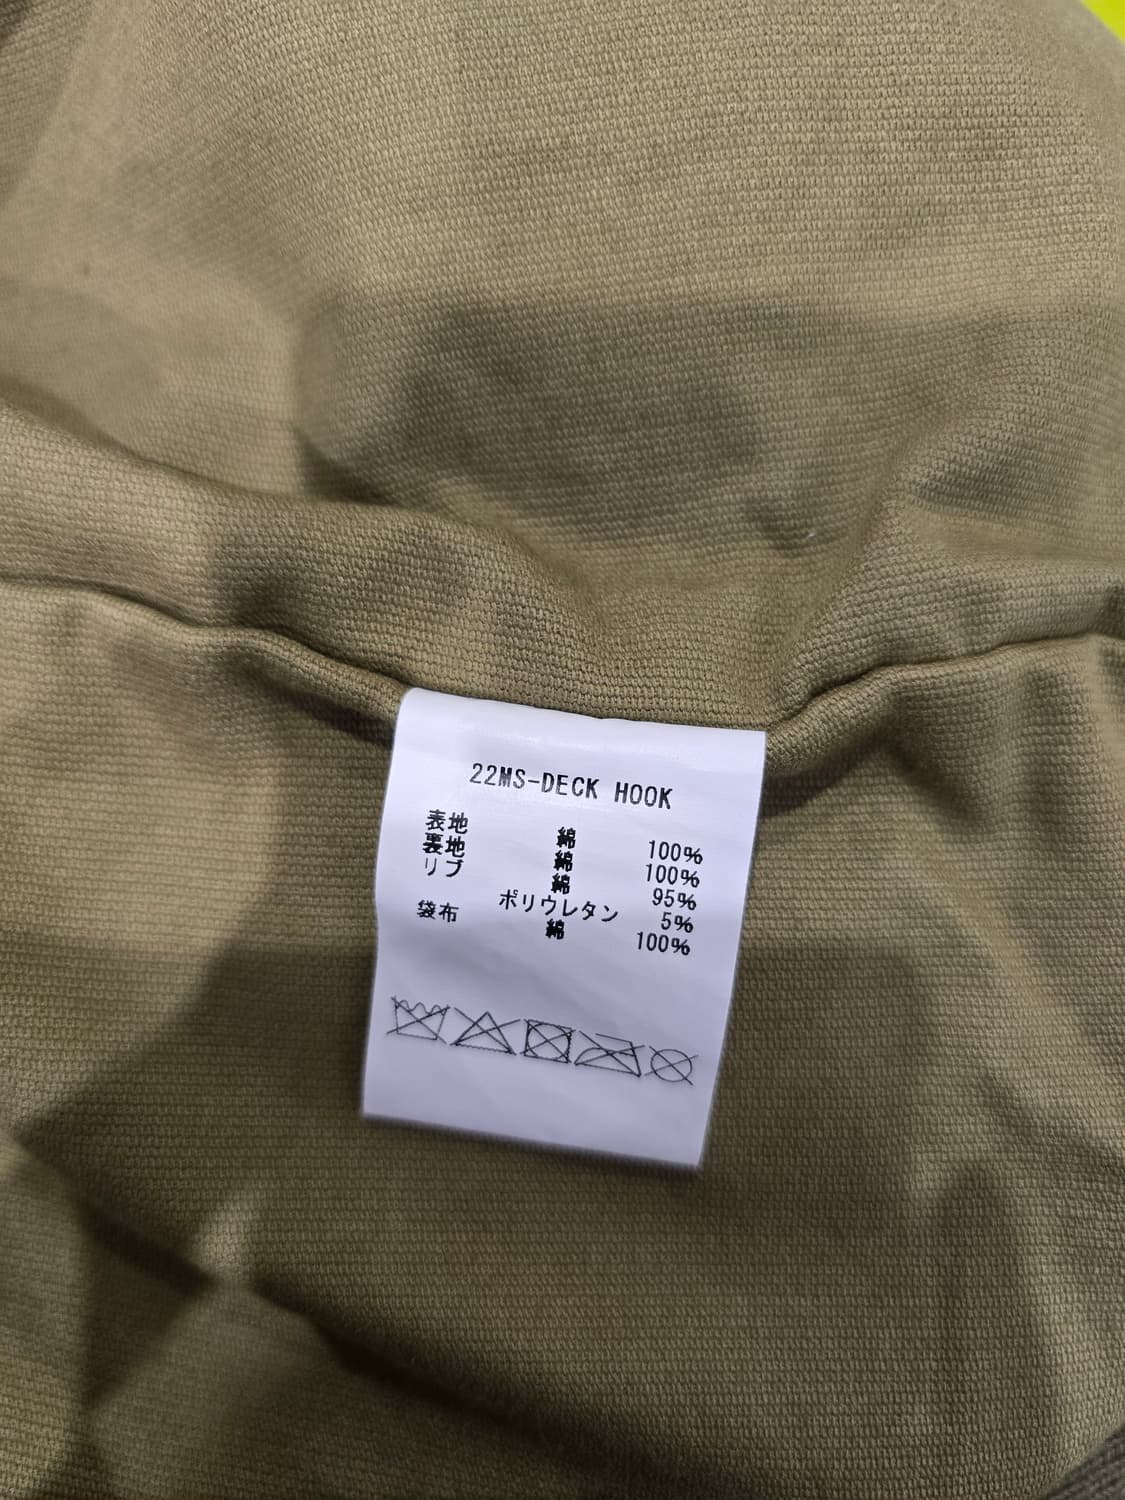 22MS-DECK HOOK
表地 綿 100%
裏地 綿 100%
リブ 綿 95%
ポリウレタン 5%
袋布 綿 100%